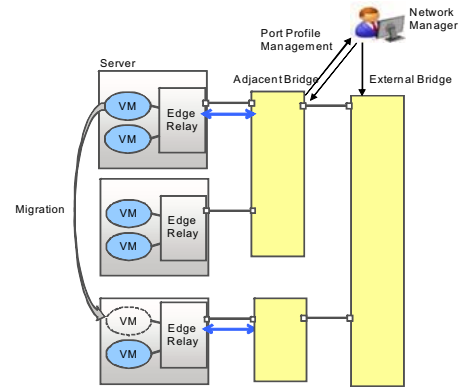 Network
Manager
Port Profile
Management
Server
Adjacent Bridge
External Bridge
VM
VM
Edge
Relay
VM
VM
Edge
Relay
Migration
VM
VM
Edge
Relay